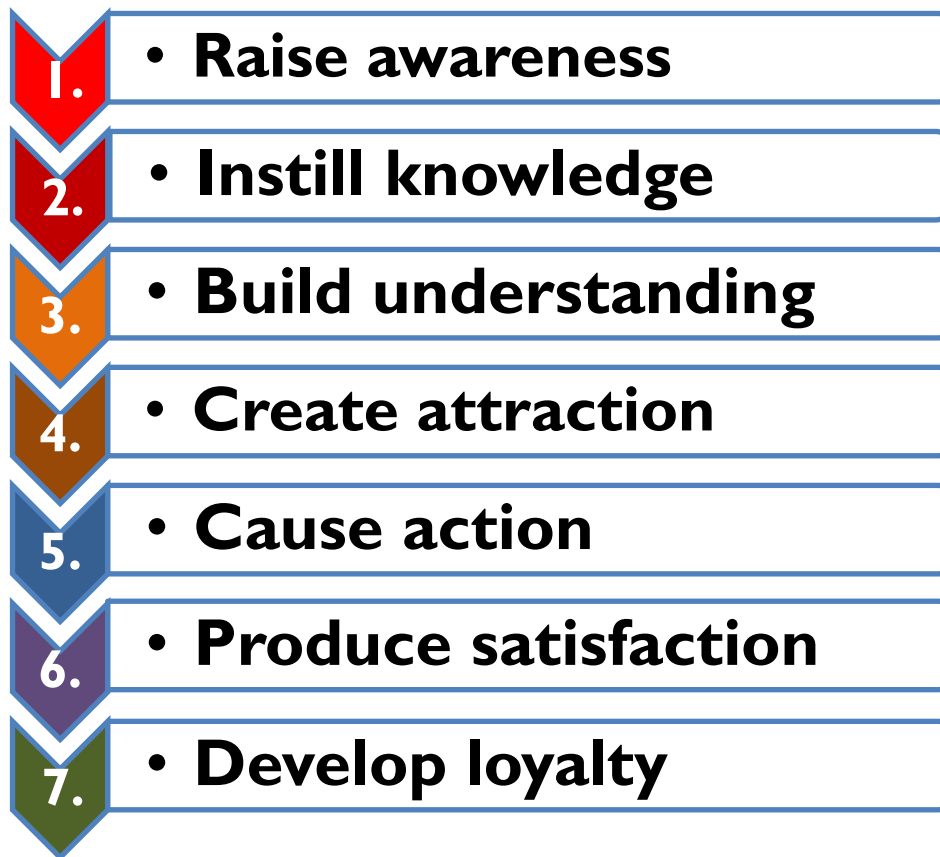 1. • Raise awareness
2. • Instill knowledge
3. • Build understanding
4. • Create attraction
5. • Cause action
6. • Produce satisfaction
7. • Develop loyalty